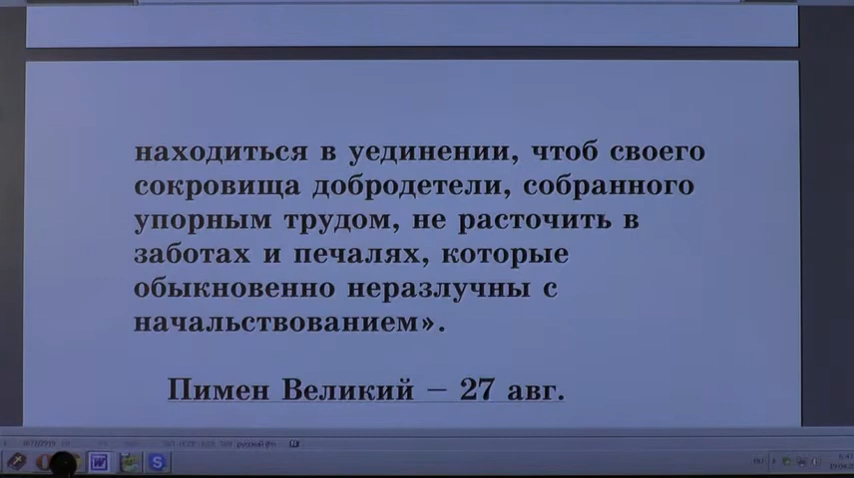 находиться в уединении, чтоб своего
сокровища добродетели, собранного
упорным трудом, не расточить в
заботах и печалях, которые
обыкновенно неразлучны с
начальствованием».
Пимен Великий – 27 авг.